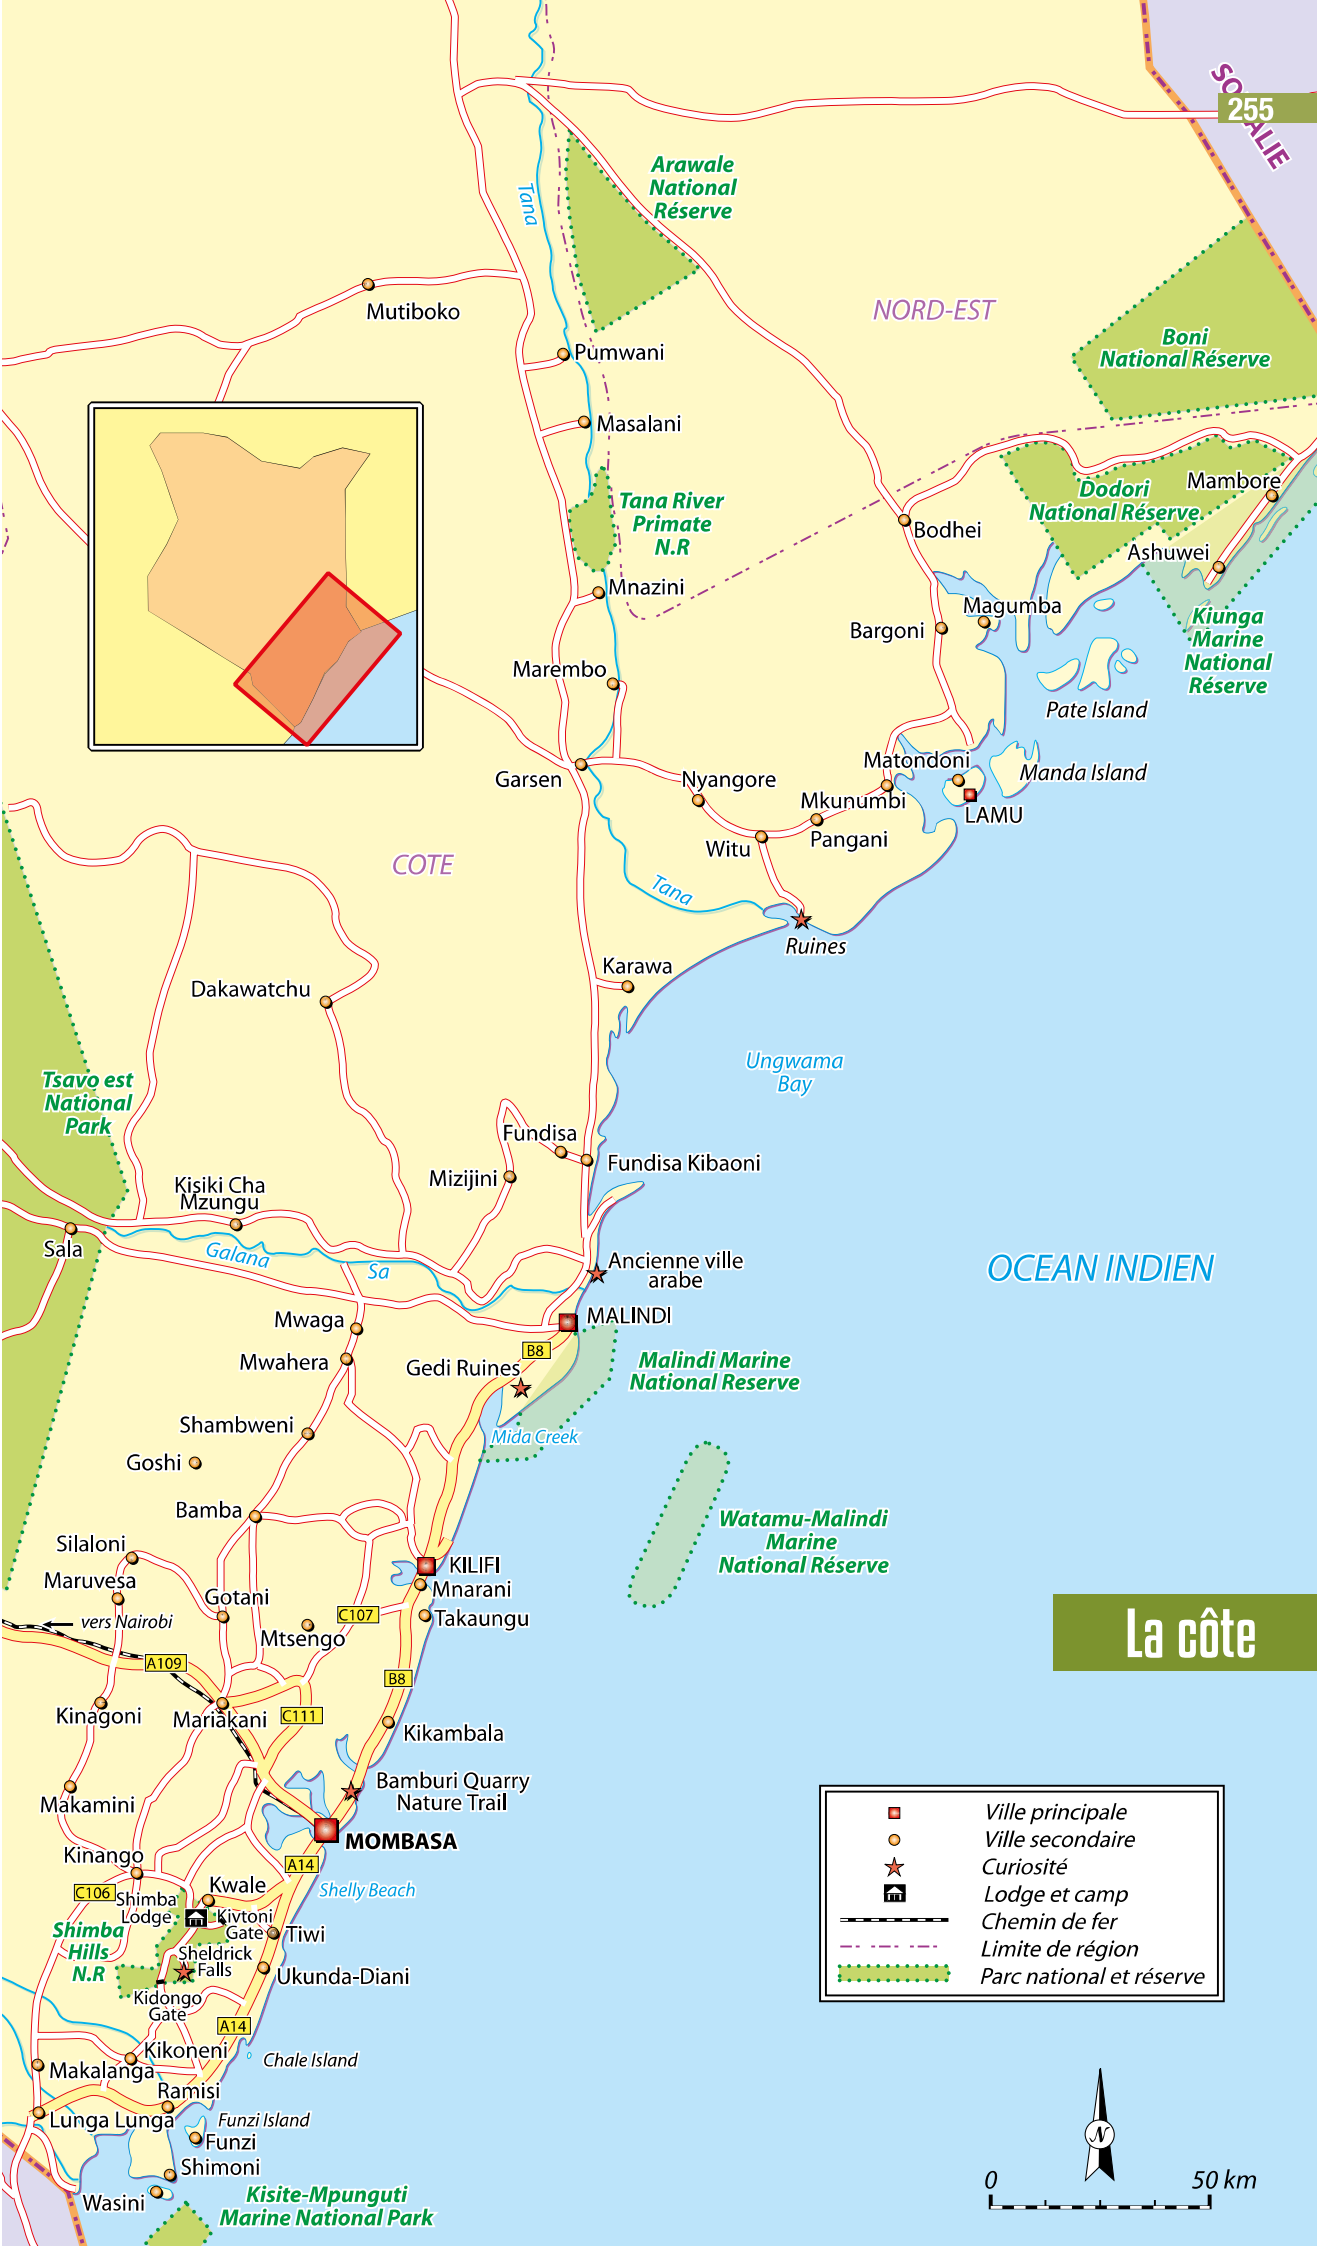 SOMALIE
255
Arawale
National
Réserve
Tana
NORD-EST
Mutiboko
Boni
National Réserve
Pumwani
Masalani
Tana River
Primate
N.R
Dodori
National Réserve
Mambore
Bodhei
Ashuwei
Mnazini
Magumba
Bargoni
Kiunga
Marine
National
Réserve
Marembo
Pate Island
Garsen
Nyangore
Matondoni
Manda Island
Mkunumbi
LAMU
Witu
Pangani
COTE
Tana
Ruines
Karawa
Dakawatchu
Ungwama
Bay
Tsavo est
National
Park
Fundisa
Fundisa Kibaoni
Mizijini
Kisiki Cha
Mzungu
Sala
Galana
Sa
Ancienne ville
arabe
OCEAN INDIEN
MALINDI
Mwaga
B8
Mwahera
Gedi Ruines
Malindi Marine
National Reserve
Shambweni
Mida Creek
Goshi
Bamba
Watamu-Malindi
Marine
National Réserve
Silaloni
KILIFI
Maruvesa
Mnarani
Gotani
vers Nairobi
C107
Takaungu
Mtsengo
La côte
A109
B8
Kinagoni
Mariakani
C111
Kikambala
Bamburi Quarry
Nature Trail
Makamini
MOMBASA
Kinango
A14
C106
Shimba
Lodge
Kwale
Shelly Beach
Kivtoni
Gate
Shimba
Hills
N.R
Tiwi
Sheldrick
Falls
Ukunda-Diani
Kidongo
Gate
A14
Kikoneni
Chale Island
Makalanga
Ramisi
Lunga Lunga
Funzi Island
Funzi
Shimoni
Wasini
Kisite-Mpunguti
Marine National Park
Ville principale
Ville secondaire
Curiosité
Lodge et camp
Chemin de fer
Limite de région
Parc national et réserve
N
0 50 km